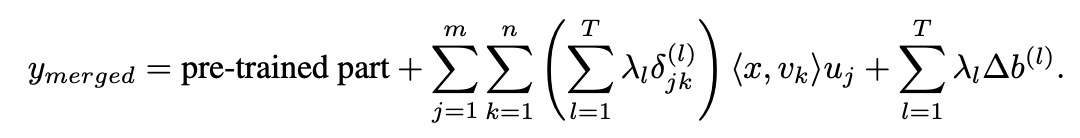 y_{merged} = pre-trained part + \sum_{j=1}^{m} \sum_{k=1}^{n} \left( \sum_{l=1}^{T} \lambda_l \delta_{jk}^{(l)} \right) \langle x, v_k \rangle u_j + \sum_{l=1}^{T} \lambda_l \Delta b^{(l)}.